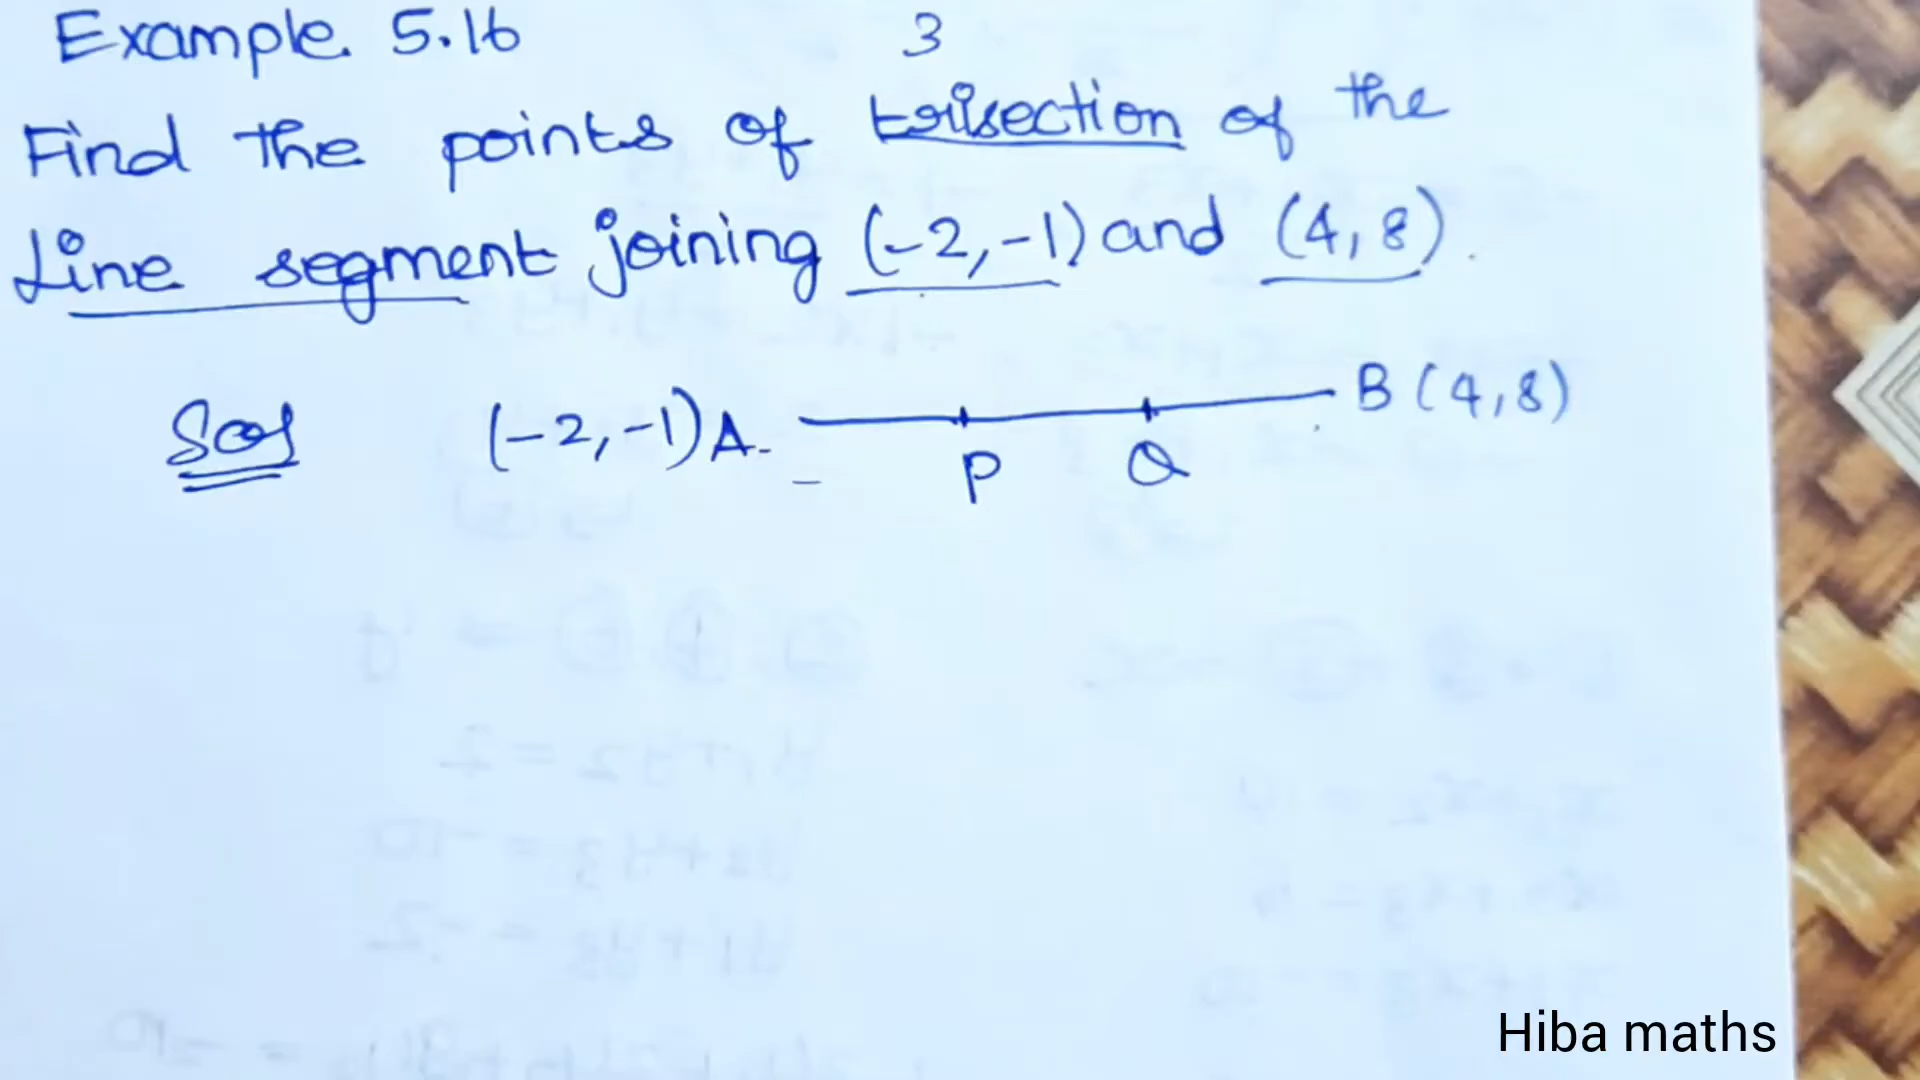 Example. 5.16
3
Find the points of trisection of the
Line segment joining (-2,-1) and (4,8).
Sol (-2,-1)A B(4,8)
P Q
Hiba maths